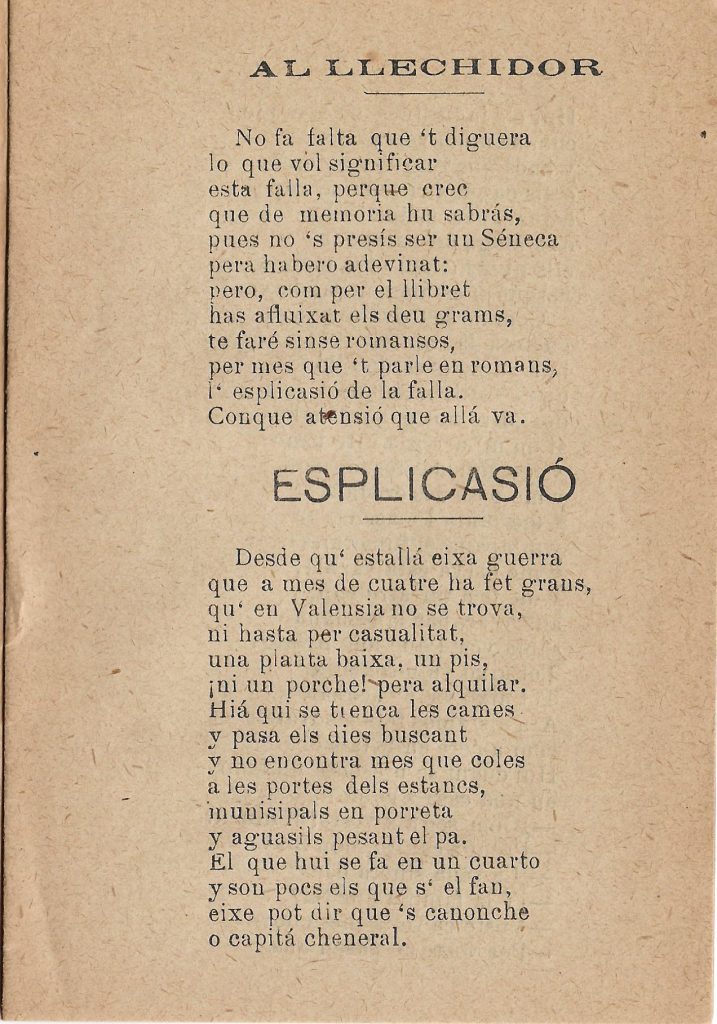 AL LLECHIDOR
No fa falta que ‘t diguera
lo que vòl significar
esta falla, perque crec
que de memoria hu sabrás,
pues no ‘s presís ser un Séneca
pera habero adevinat:
pero, com per el llibret
has afluixat els deu grams,
te faré sinse romansos,
per mes que ‘t parle en romans,
l‘ esplicasió de la falla.
Conque atensió que allá va.
ESPLICASIÓ
Desde qu‘ estallá eixa guerra
que a mes de cuatre ha fet grans,
qu‘ en Valensia no se trova,
ni hasta per casualitat,
una planta baixa, un pis,
¡ni un porche! pera alquilar.
Hiá qui se trenca les cames
y pasa els dies buscant
y no encontra mes que coles
a les portes dels estancs,
munisipals en porreta
y aguasils pesant el pa.
El que hui se fa en un cuarto
y son pocs els que s‘ el fan,
eixe pot dir que ‘s canonche
o capitá cheneral.